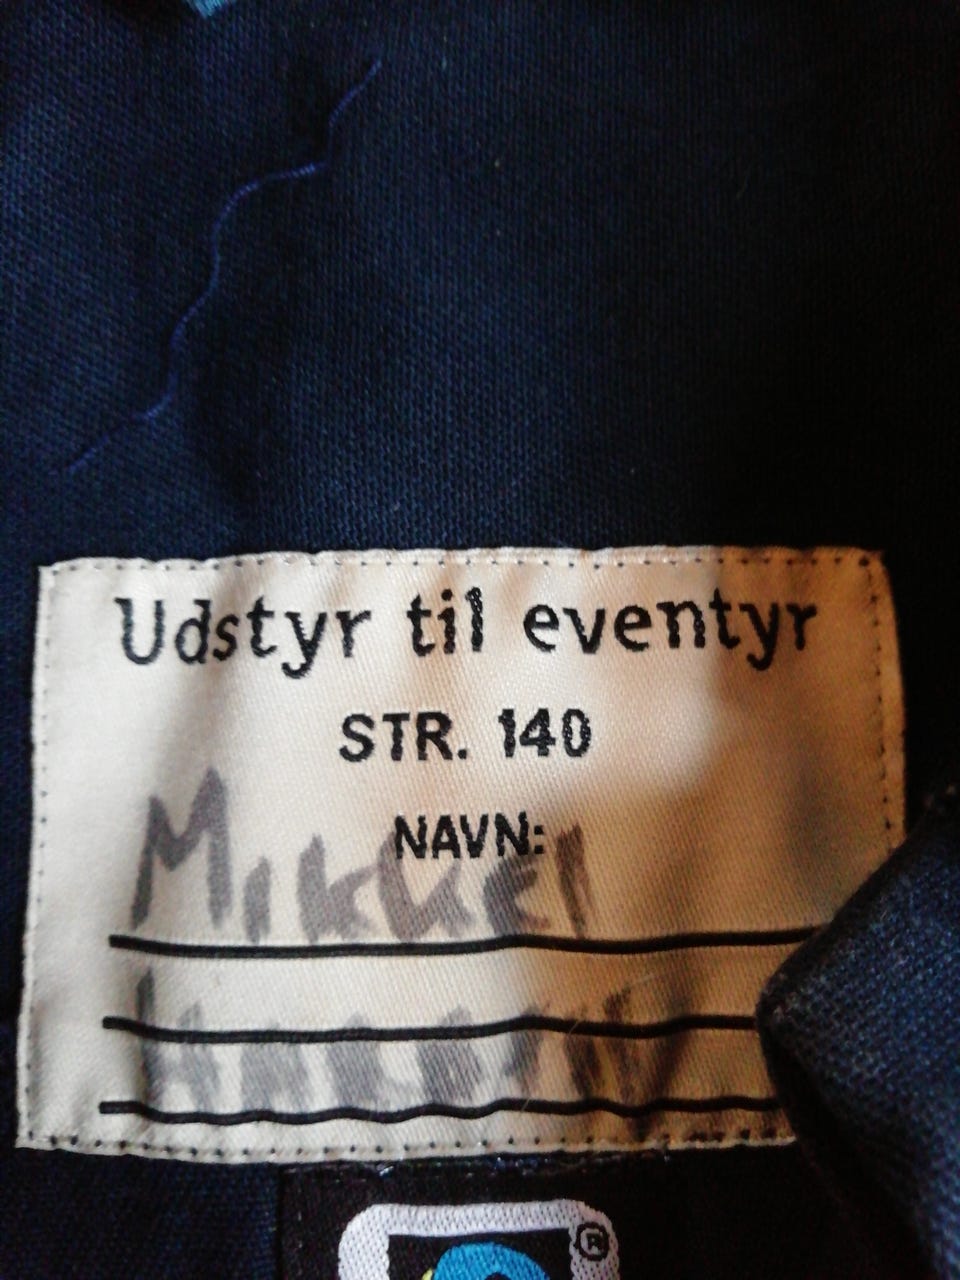 Udstyr til eventyr
STR. 140
NAVN:
Mikkel
®